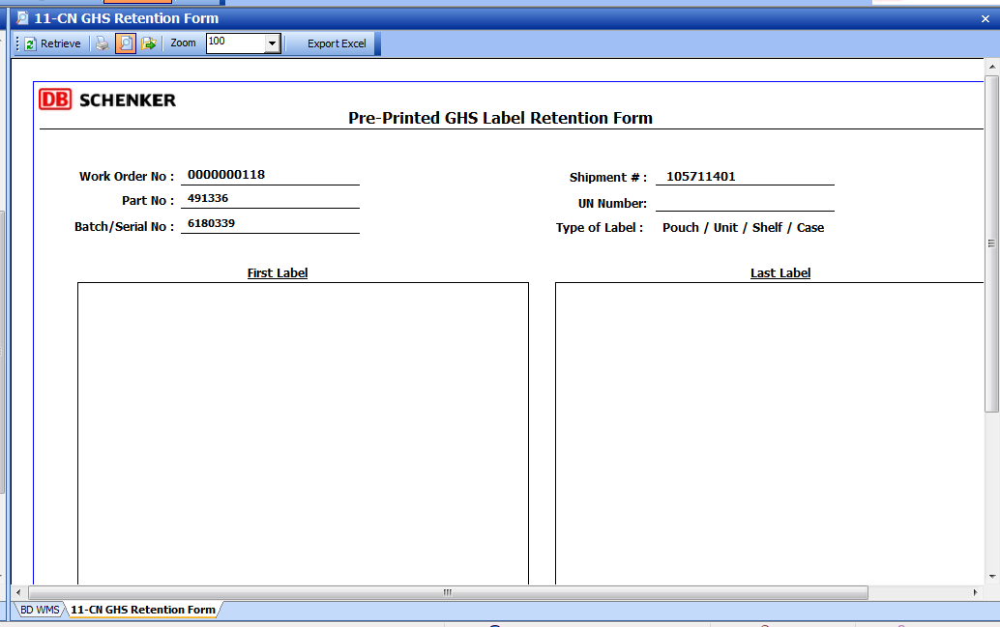 11-CN GHS Retention Form
Retrieve Zoom 100 Export Excel
DB SCHENKER
Pre-Printed GHS Label Retention Form
Work Order No : 0000000118 Shipment # : 105711401
Part No : 491336 UN Number:
Batch/Serial No : 6180339 Type of Label : Pouch / Unit / Shelf / Case
First Label Last Label
BD WMS 11-CN GHS Retention Form